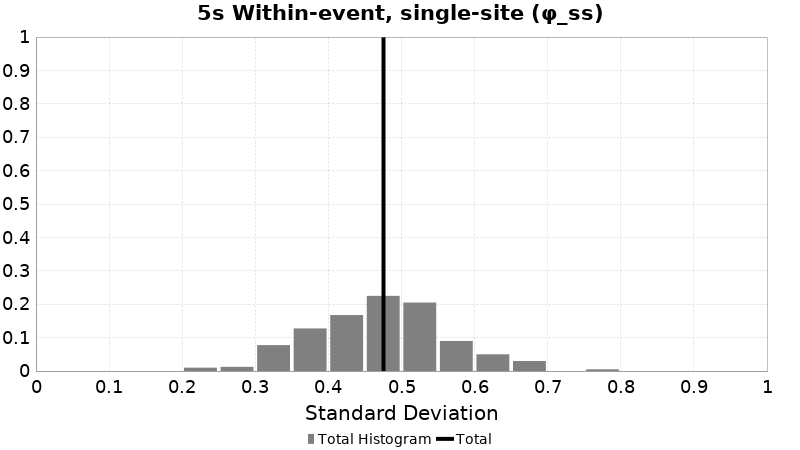 5s Within-event, single-site (φ_ss)
1
0.9
0.8
0.7
0.6
0.5
0.4
0.3
0.2
0.1
0
0 0.1 0.2 0.3 0.4 0.5 0.6 0.7 0.8 0.9 1
Standard Deviation
Total Histogram Total